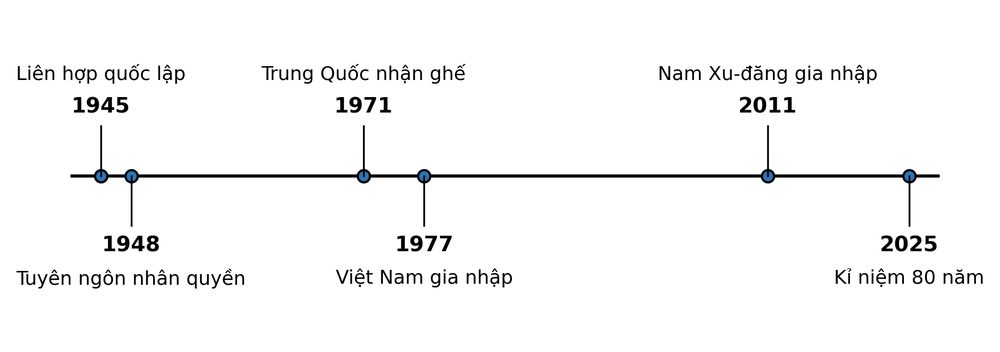 Liên hợp quốc lập
1945
Trung Quốc nhận ghế
1971
Nam Xu-đăng gia nhập
2011
1948
Tuyên ngôn nhân quyền
1977
Việt Nam gia nhập
2025
Kỉ niệm 80 năm